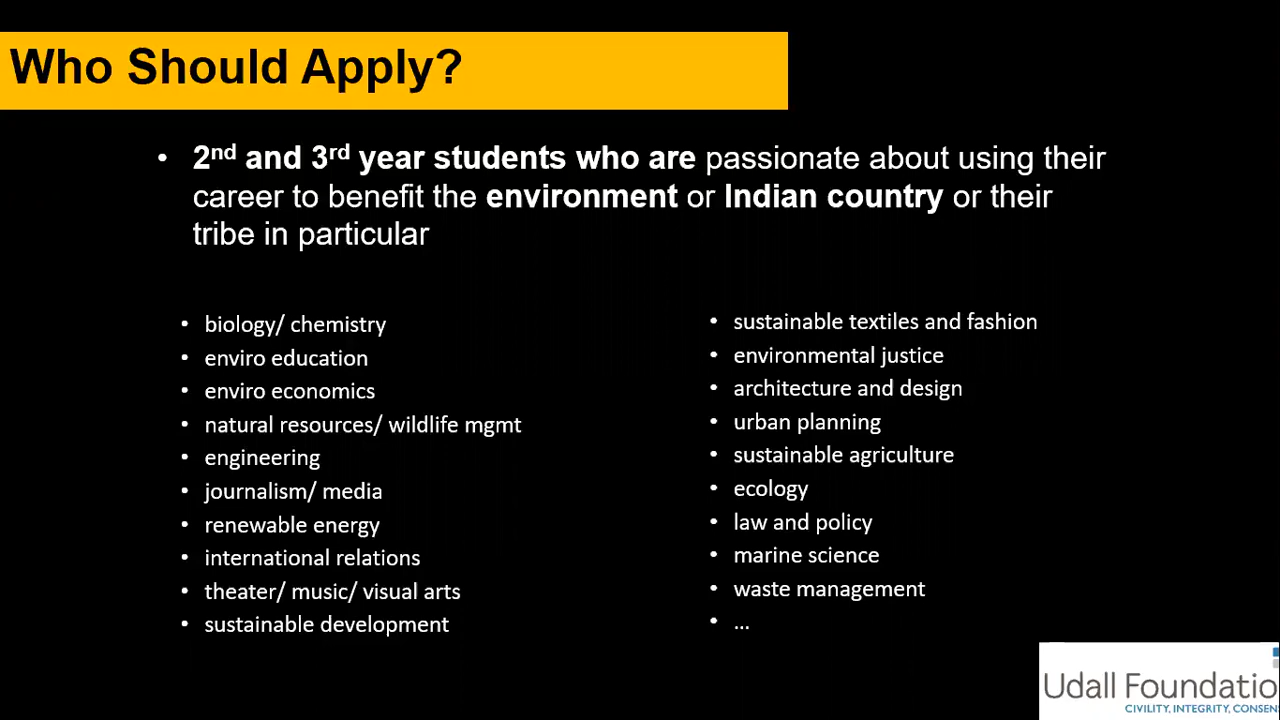 Who Should Apply?
• 2nd and 3rd year students who are passionate about using their
career to benefit the environment or Indian country or their
tribe in particular
• biology/ chemistry
• enviro education
• enviro economics
• natural resources/ wildlife mgmt
• engineering
• journalism/ media
• renewable energy
• international relations
• theater/ music/ visual arts
• sustainable development
• sustainable textiles and fashion
• environmental justice
• architecture and design
• urban planning
• sustainable agriculture
• ecology
• law and policy
• marine science
• waste management
• ...
Udall Foundatio
CIVILITY, INTEGRITY, CONSEN